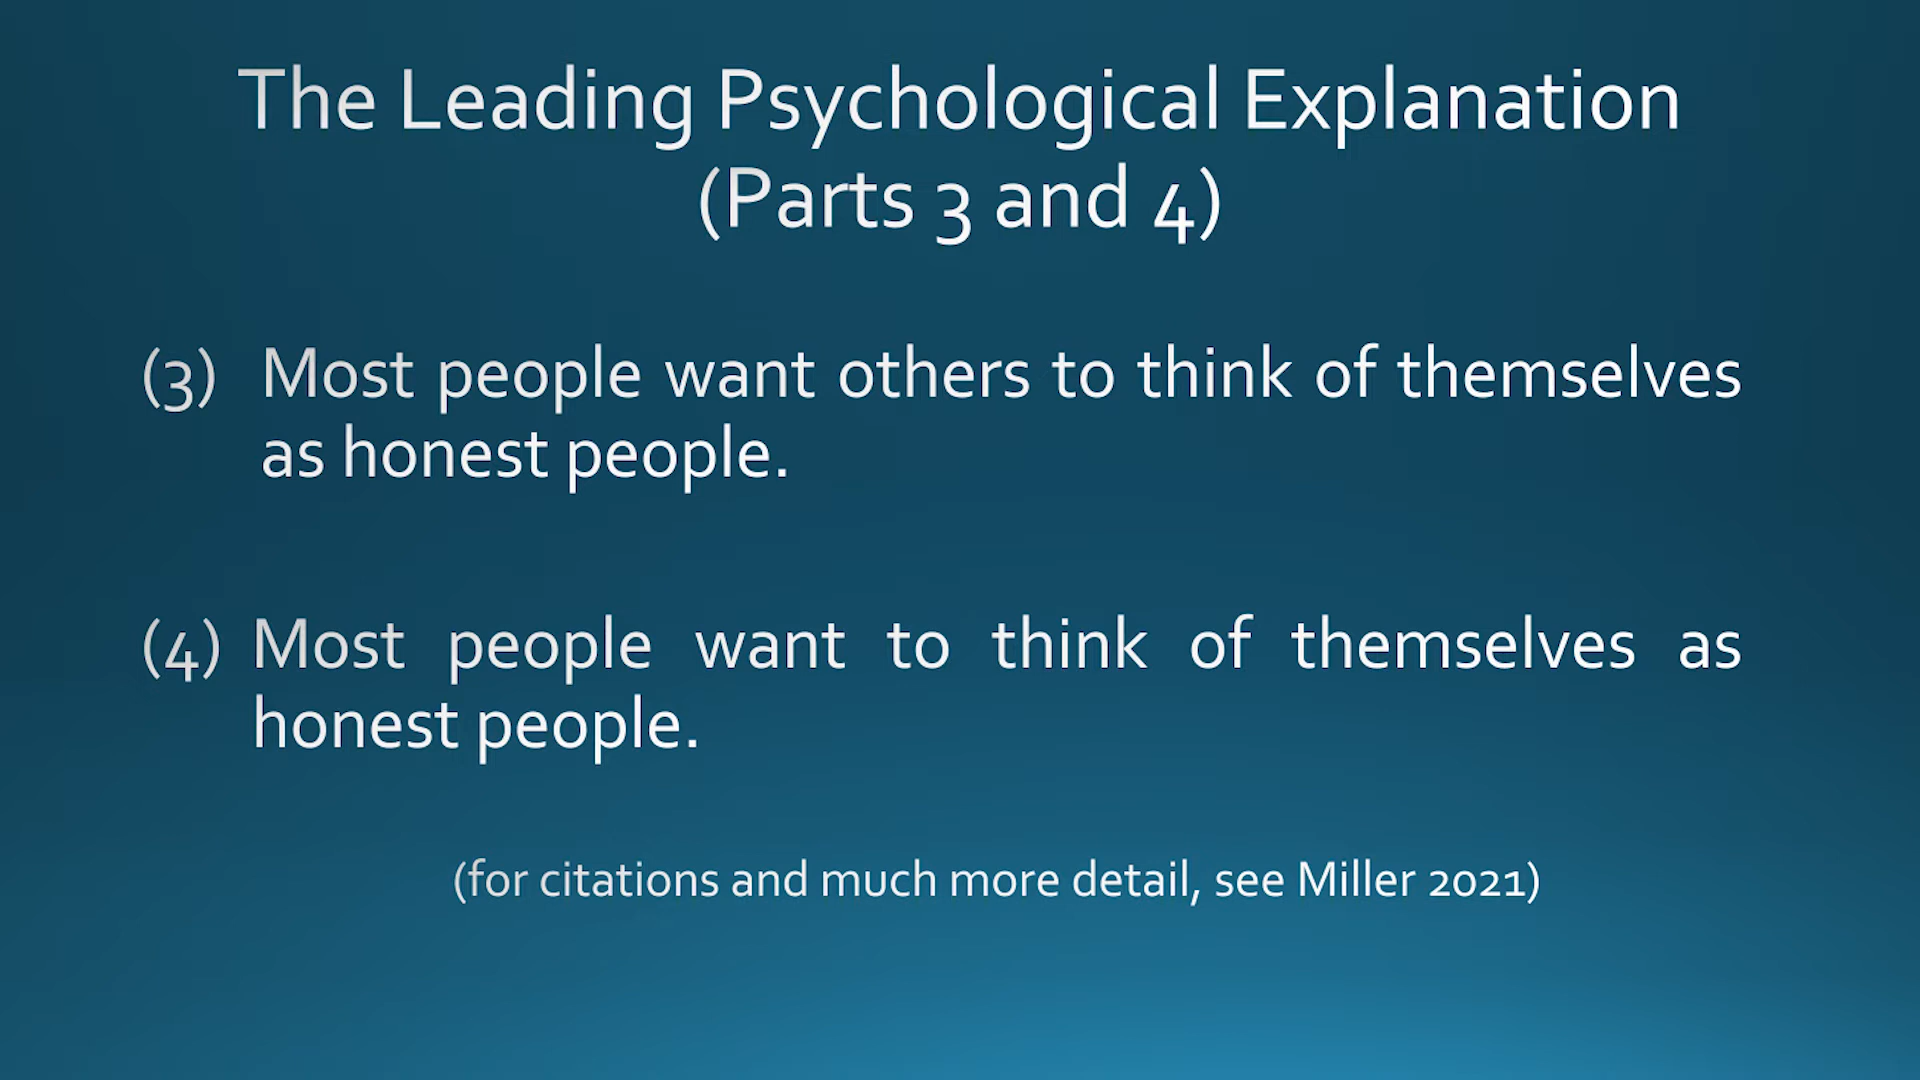 The Leading Psychological Explanation
(Parts 3 and 4)
(3) Most people want others to think of themselves
as honest people.
(4) Most people want to think of themselves as
honest people.
(for citations and much more detail, see Miller 2021)